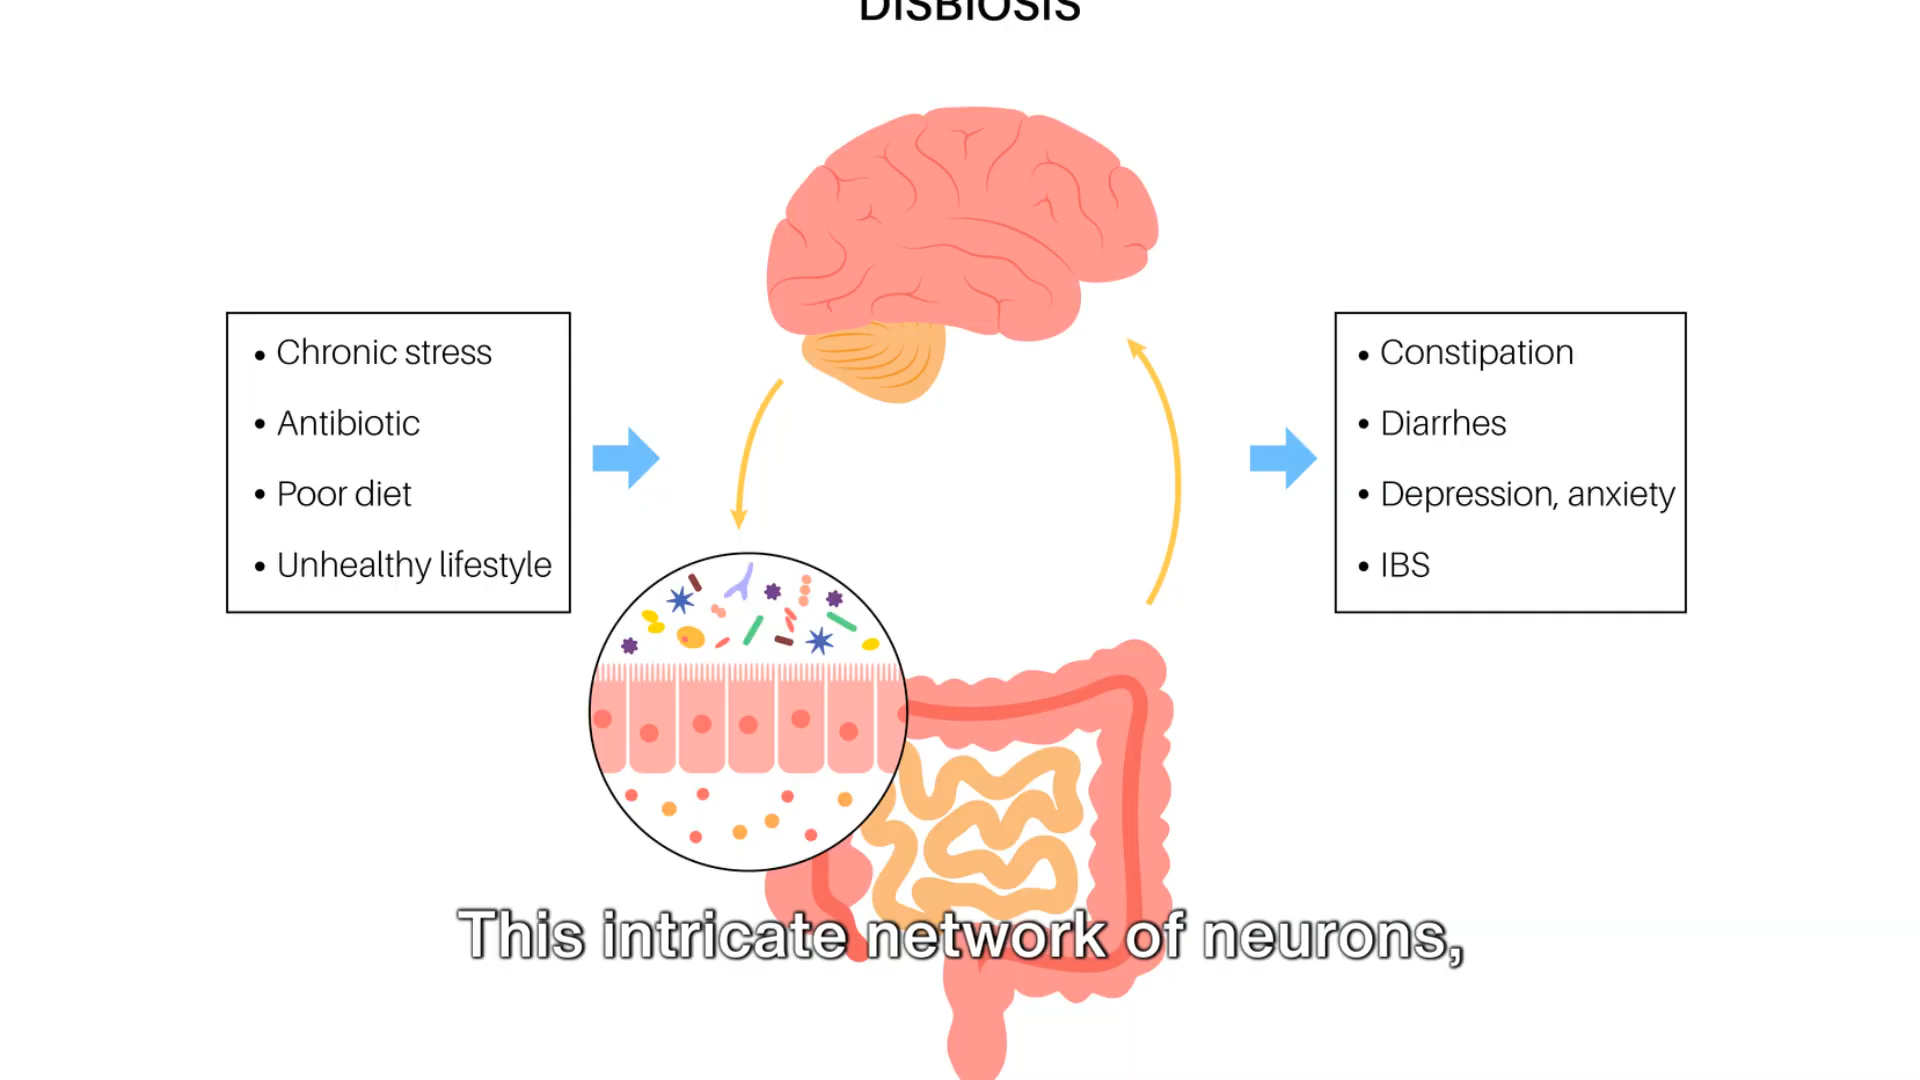 DISBIOSIS
• Chronic stress
• Antibiotic
• Poor diet
• Unhealthy lifestyle
• Constipation
• Diarrhes
• Depression, anxiety
• IBS
This intricate network of neurons,